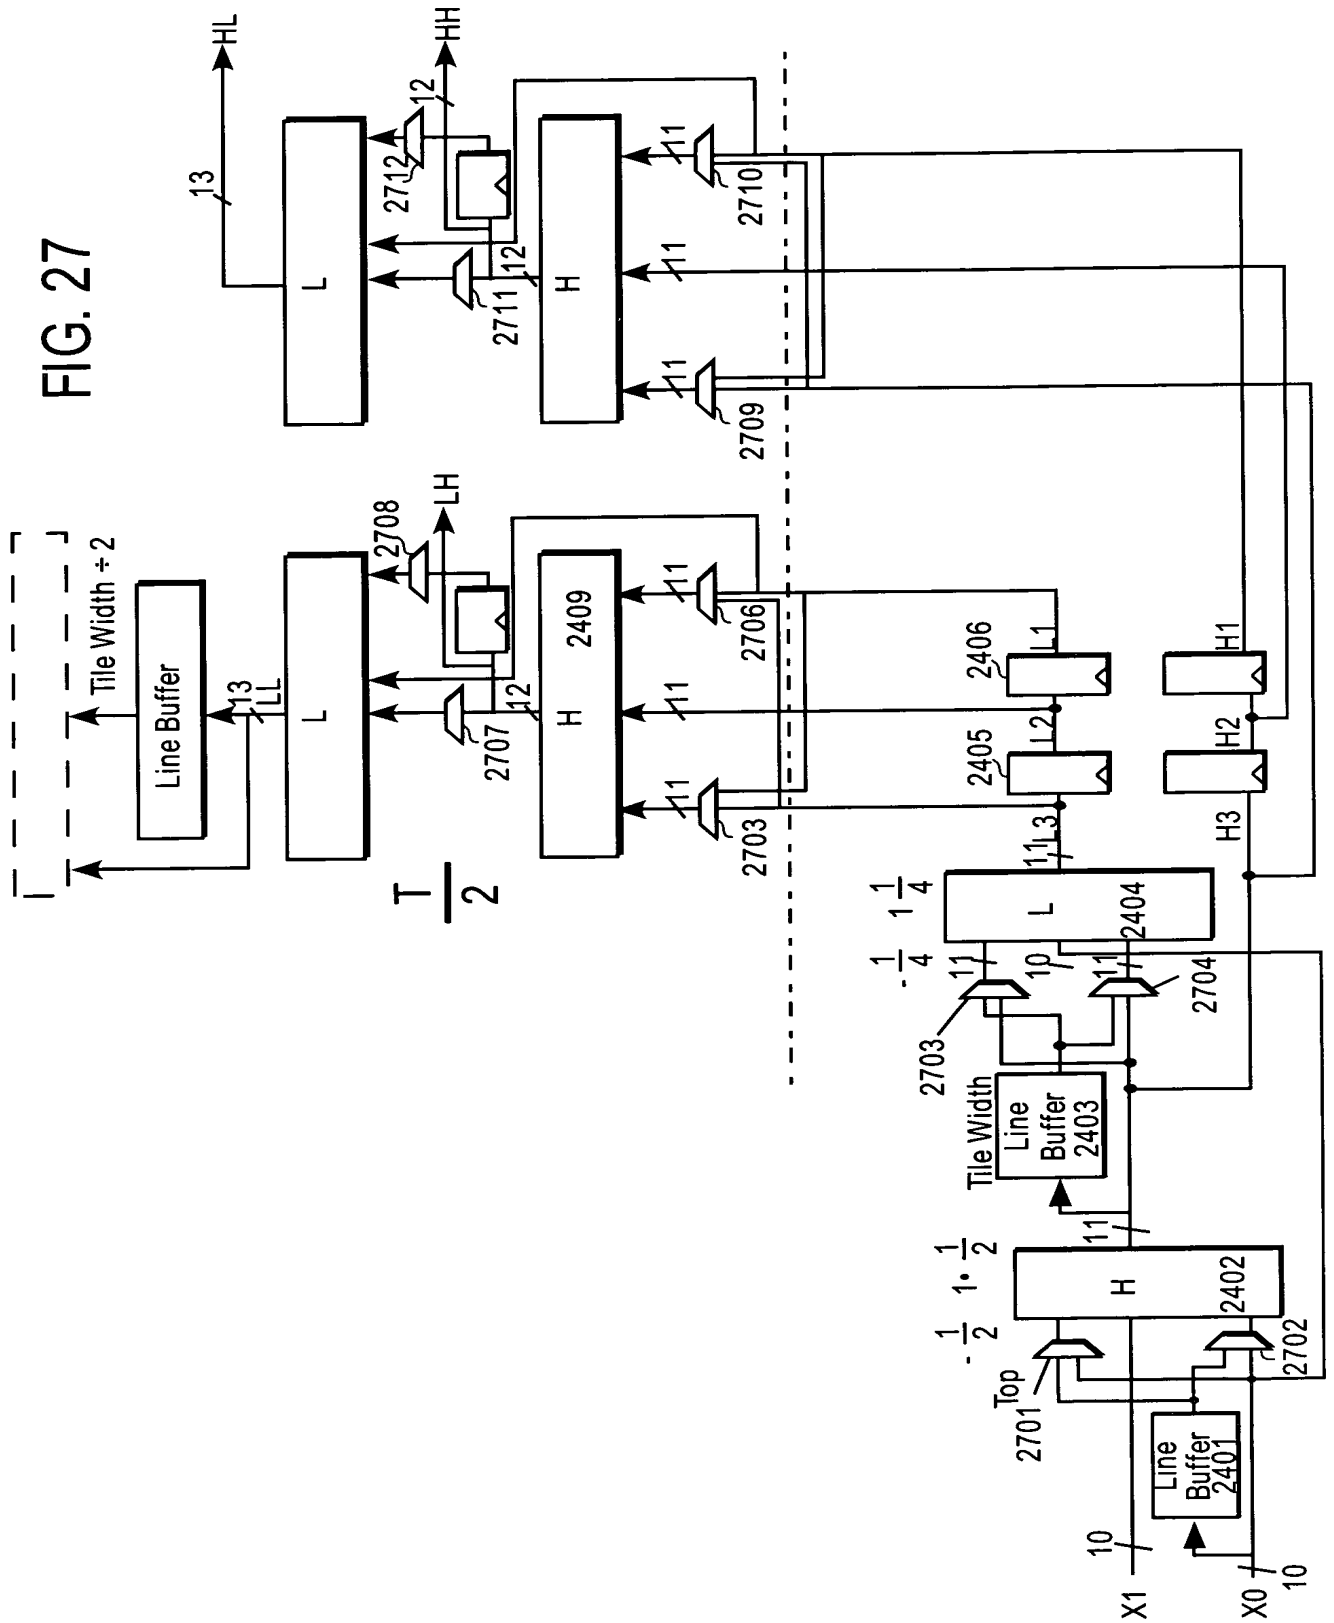 FIG. 27
HL
13
L
2712
12
HH
2711
12
H
11
11
11
2709
2710
Tile Width ÷ 2
Line Buffer
13
LL
L
2708
LH
2707
12
H
2409
11
11
11
2703
2706
T
2
L1
2406
L2
2405
L3
11
H1
H2
H3
- 1/4
1 1/4
L
2404
11
10
11
2703
2704
Tile Width
Line
Buffer
2403
11
- 1/2
1• 1/2
H
2402
Top
2701
2702
Line
Buffer
2401
10
X1
X0
10